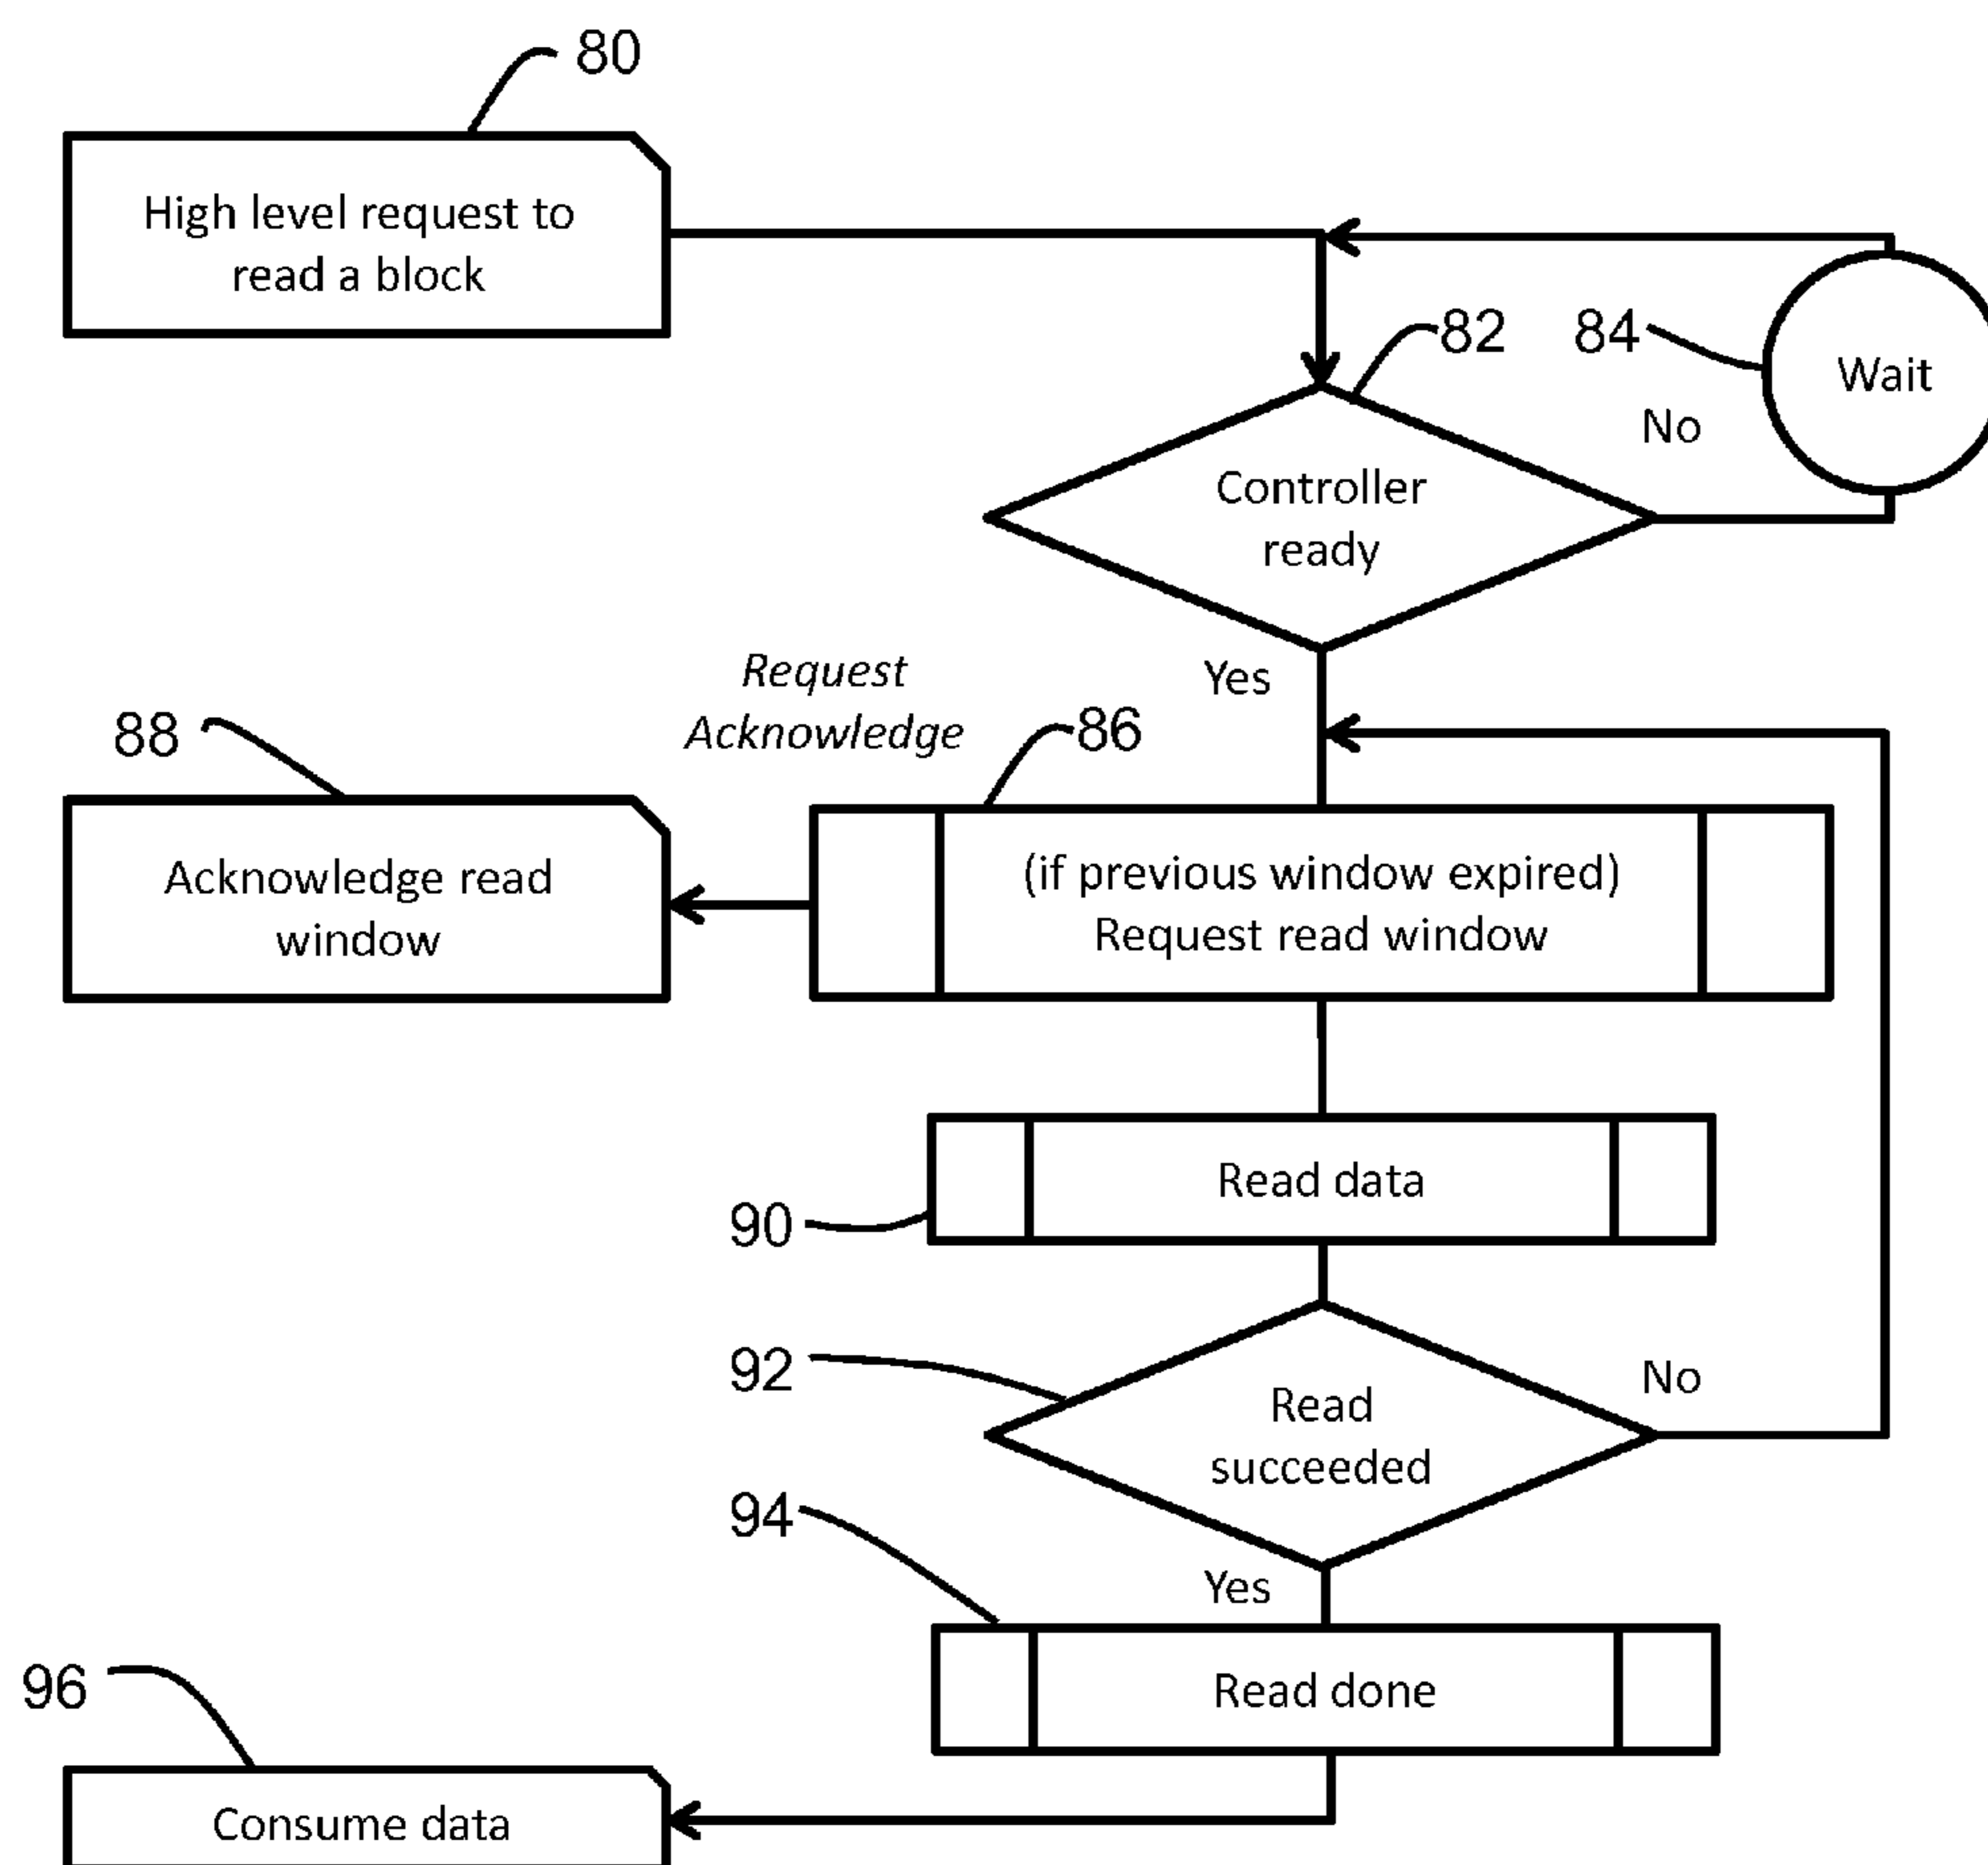 80
High level request to
read a block
82
84
Wait
No
Controller
ready
Yes
Request
Acknowledge
86
88
Acknowledge read
window
(if previous window expired)
Request read window
Read data
90
92
Read
succeeded
No
94
Yes
Read done
96
Consume data